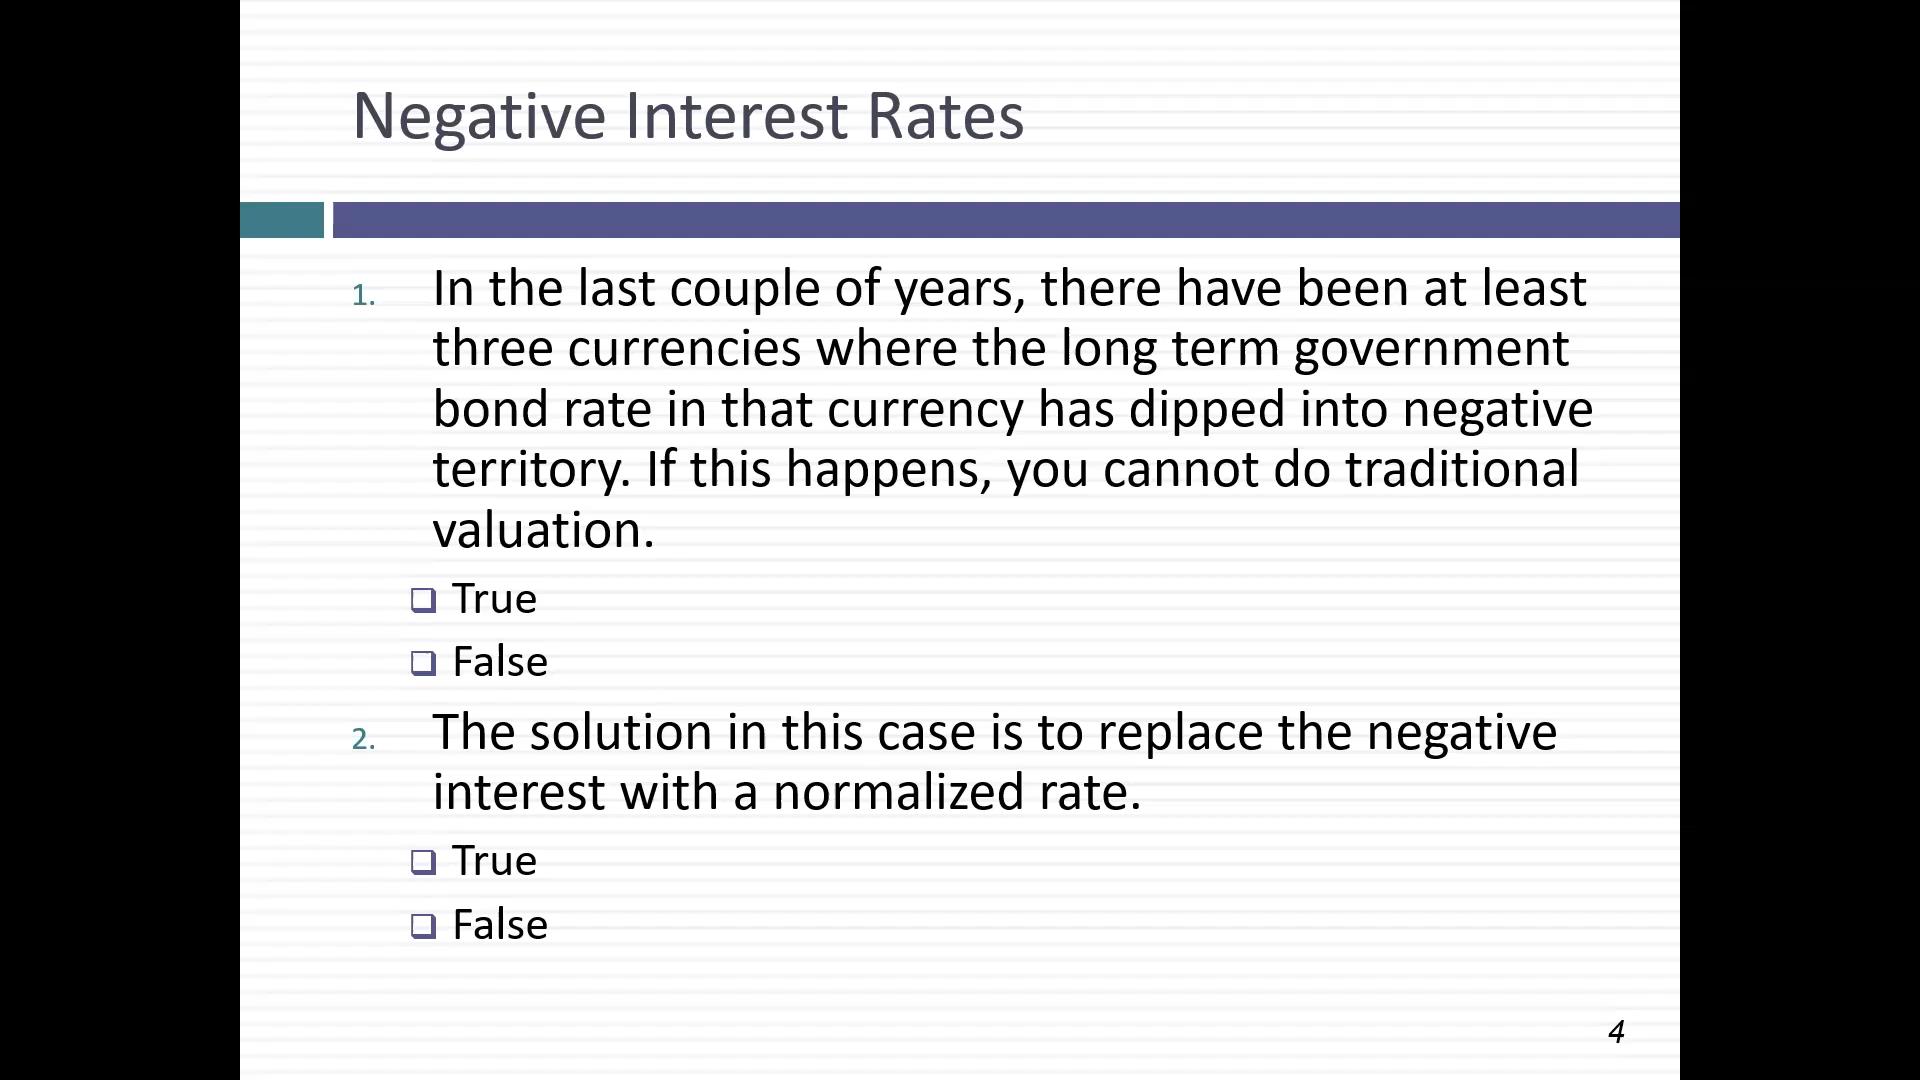 Negative Interest Rates
1. In the last couple of years, there have been at least
three currencies where the long term government
bond rate in that currency has dipped into negative
territory. If this happens, you cannot do traditional
valuation.
❑ True
❑ False
2. The solution in this case is to replace the negative
interest with a normalized rate.
❑ True
❑ False
4